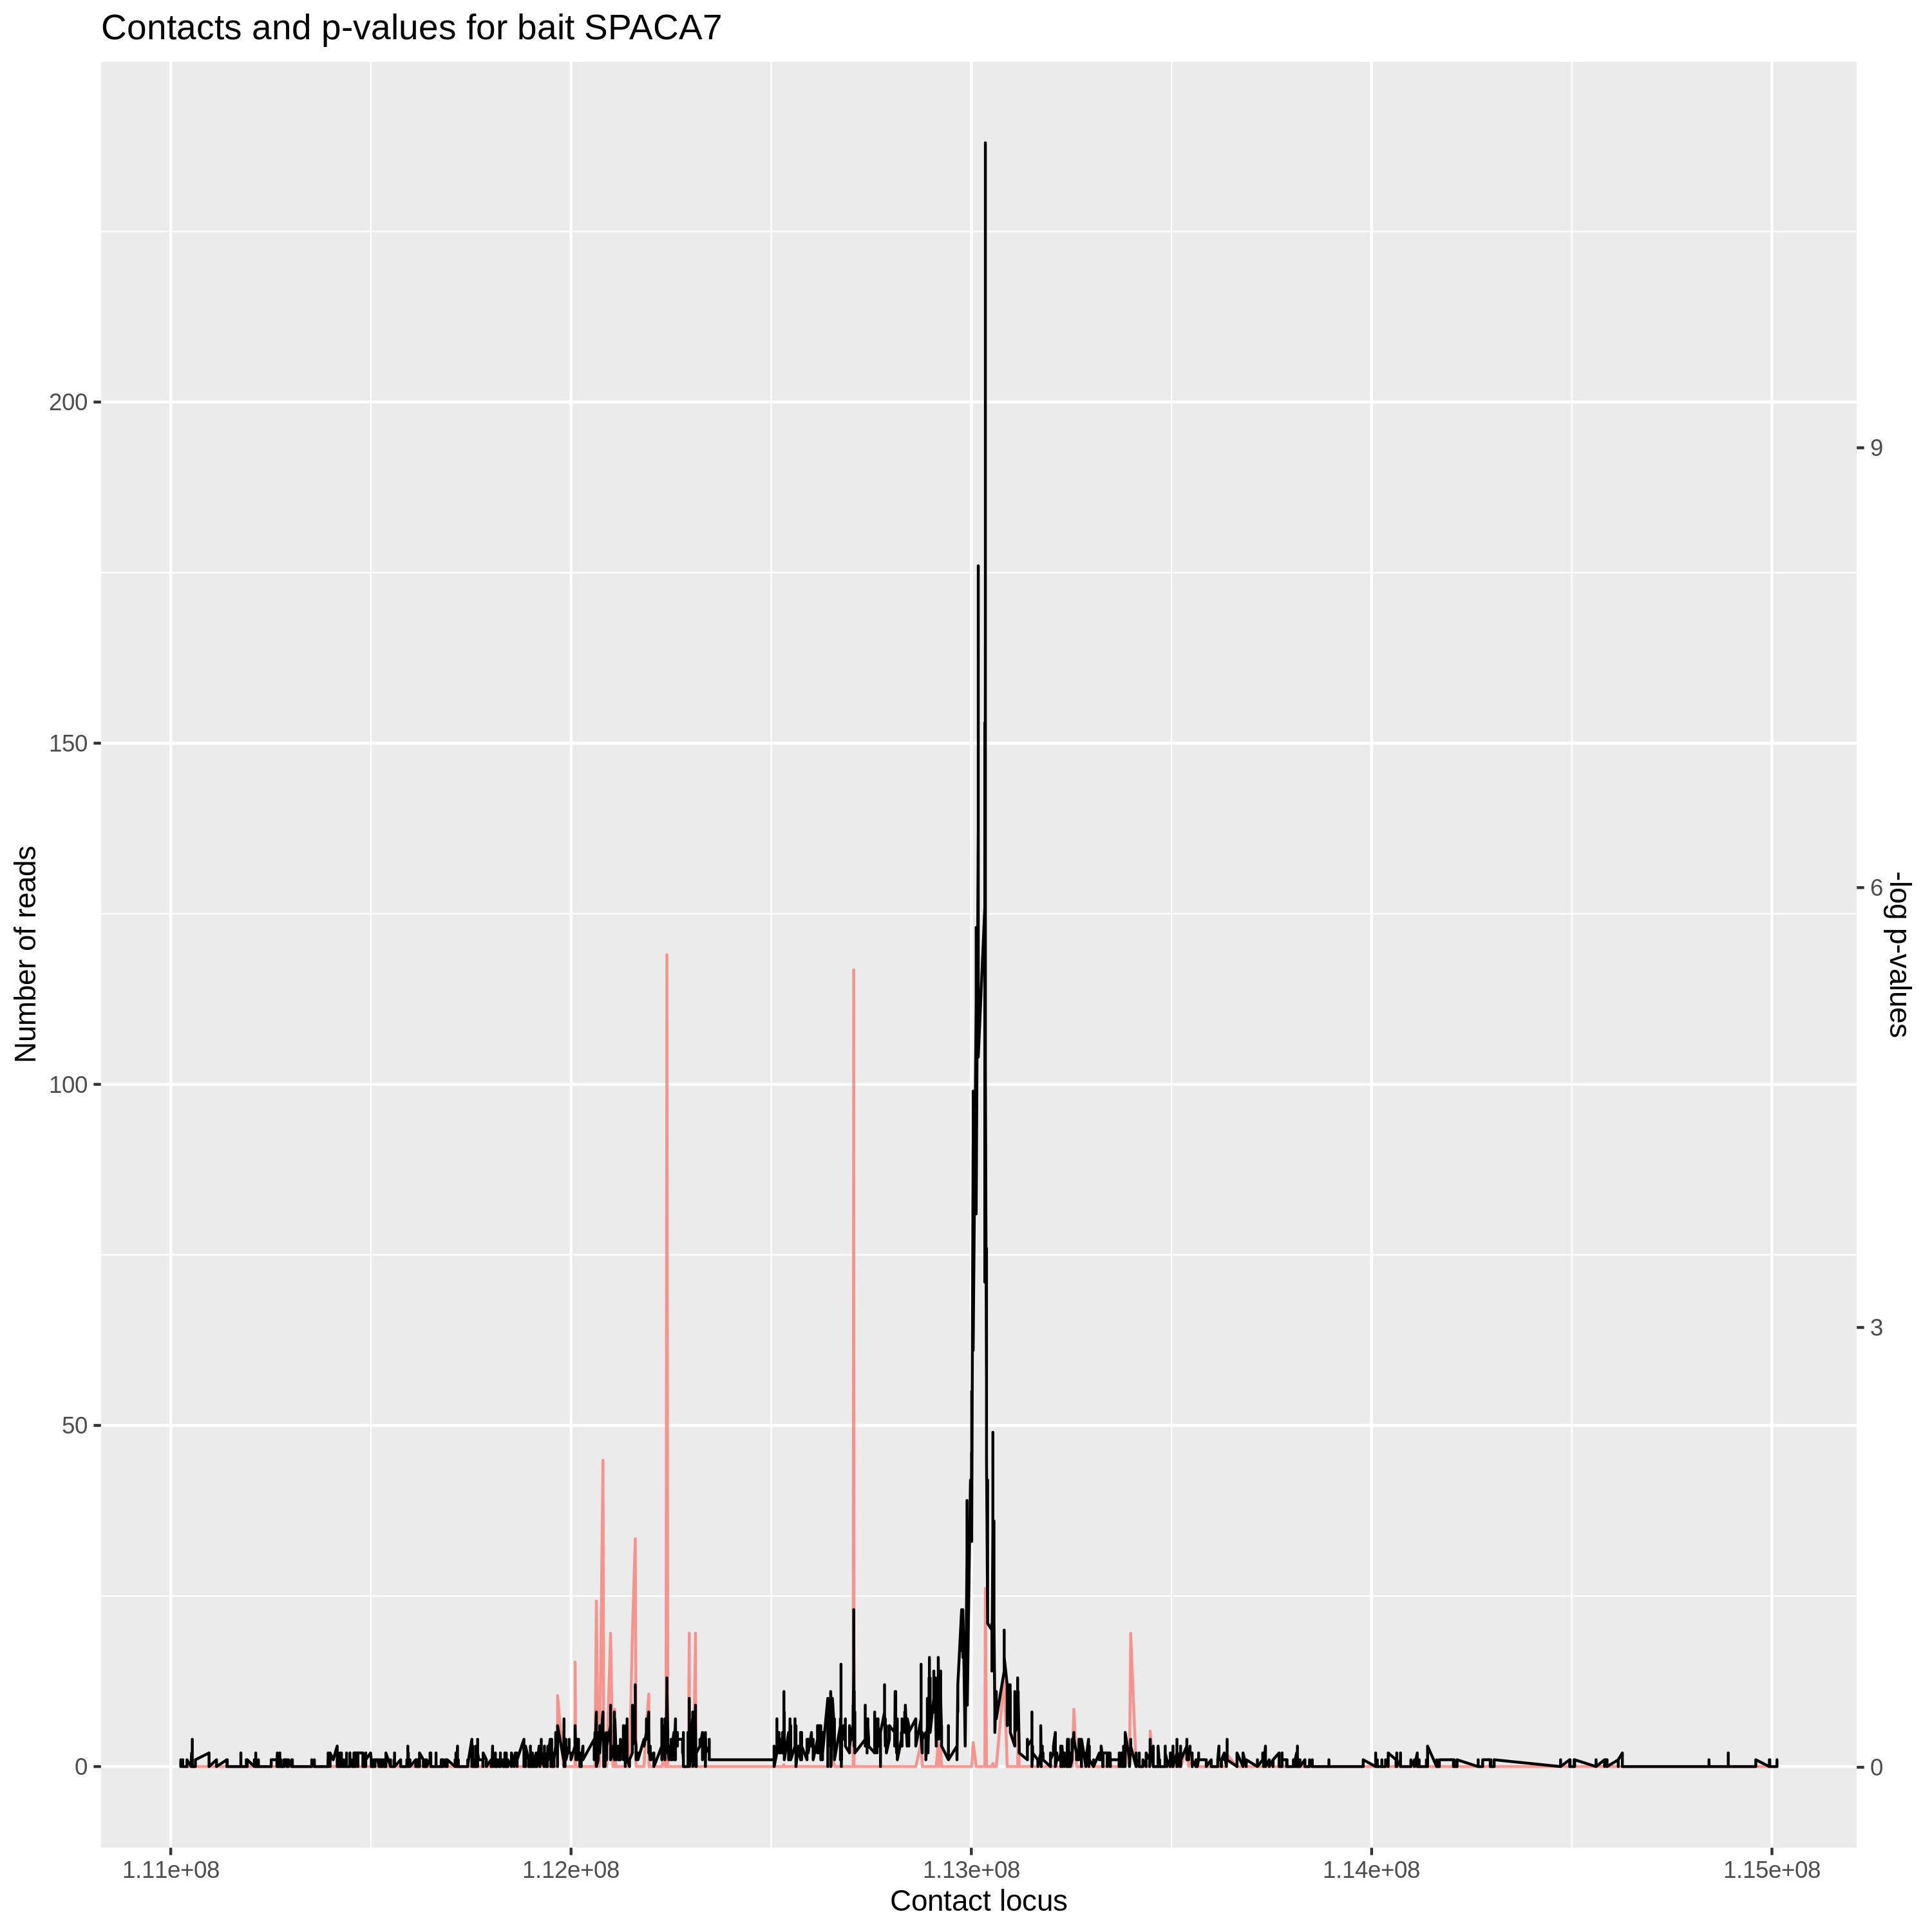 Contacts and p-values for bait SPACA7
Number of reads
200
150
100
50
0
9
6
3
0
-log p-values
1.11e+08
1.12e+08
1.13e+08
1.14e+08
1.15e+08
Contact locus